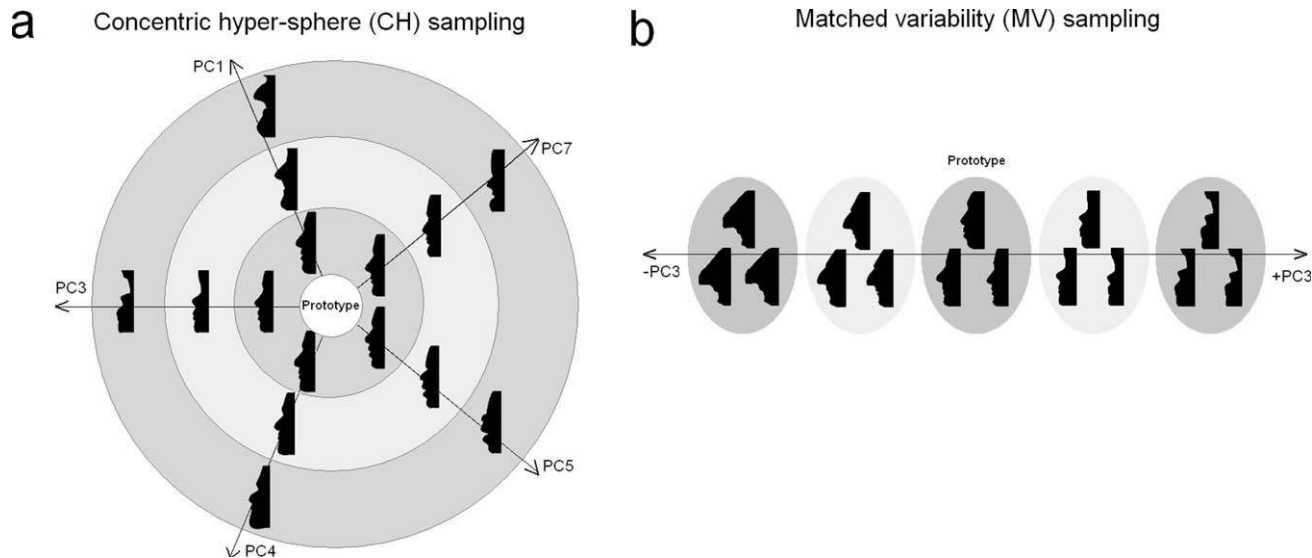 a
Concentric hyper-sphere (CH) sampling
PC1
PC7
PC3
Prototype
PC5
PC4
b
Matched variability (MV) sampling
Prototype
-PC3
+PC3